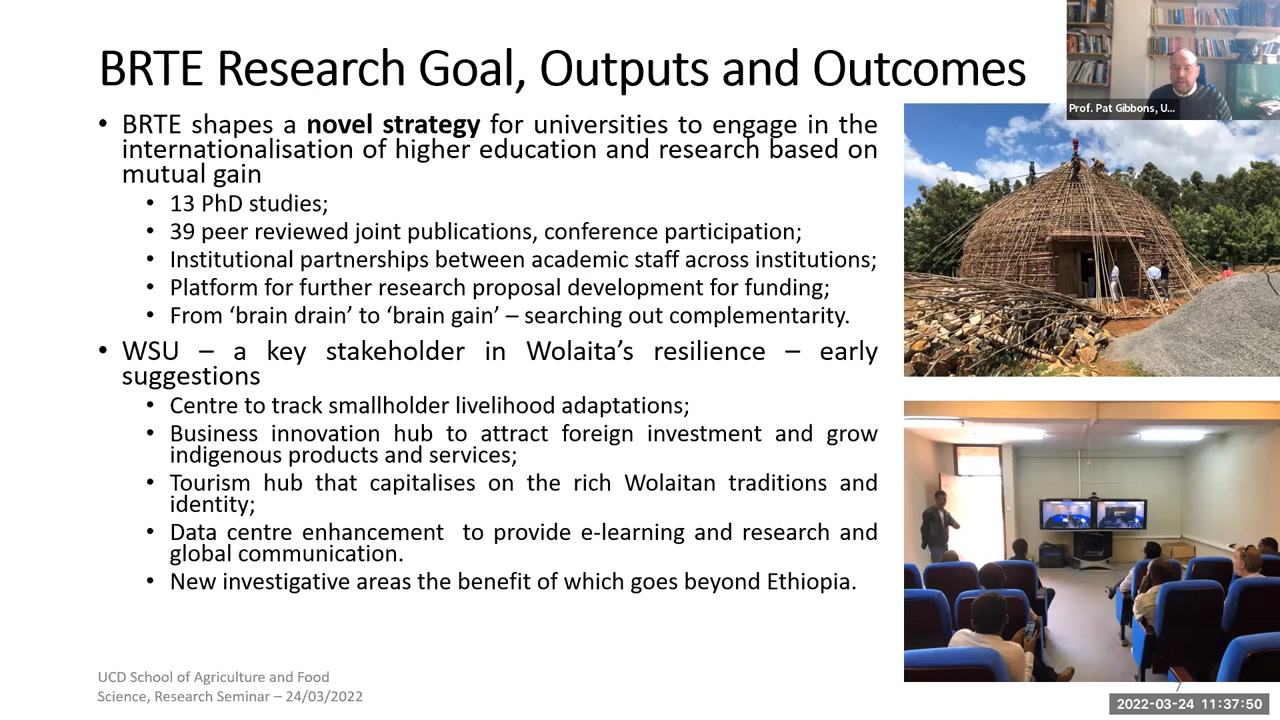 BRTE Research Goal, Outputs and Outcomes
Prof. Pat Gibbons, U...
• BRTE shapes a novel strategy for universities to engage in the
internationalisation of higher education and research based on
mutual gain
• 13 PhD studies;
• 39 peer reviewed joint publications, conference participation;
• Institutional partnerships between academic staff across institutions;
• Platform for further research proposal development for funding;
• From ‘brain drain’ to ‘brain gain’ – searching out complementarity.
• WSU – a key stakeholder in Wolaita’s resilience – early
suggestions
• Centre to track smallholder livelihood adaptations;
• Business innovation hub to attract foreign investment and grow
indigenous products and services;
• Tourism hub that capitalises on the rich Wolaitan traditions and
identity;
• Data centre enhancement to provide e-learning and research and
global communication.
• New investigative areas the benefit of which goes beyond Ethiopia.
UCD School of Agriculture and Food
Science, Research Seminar – 24/03/2022
7
2022-03-24 11:37:50